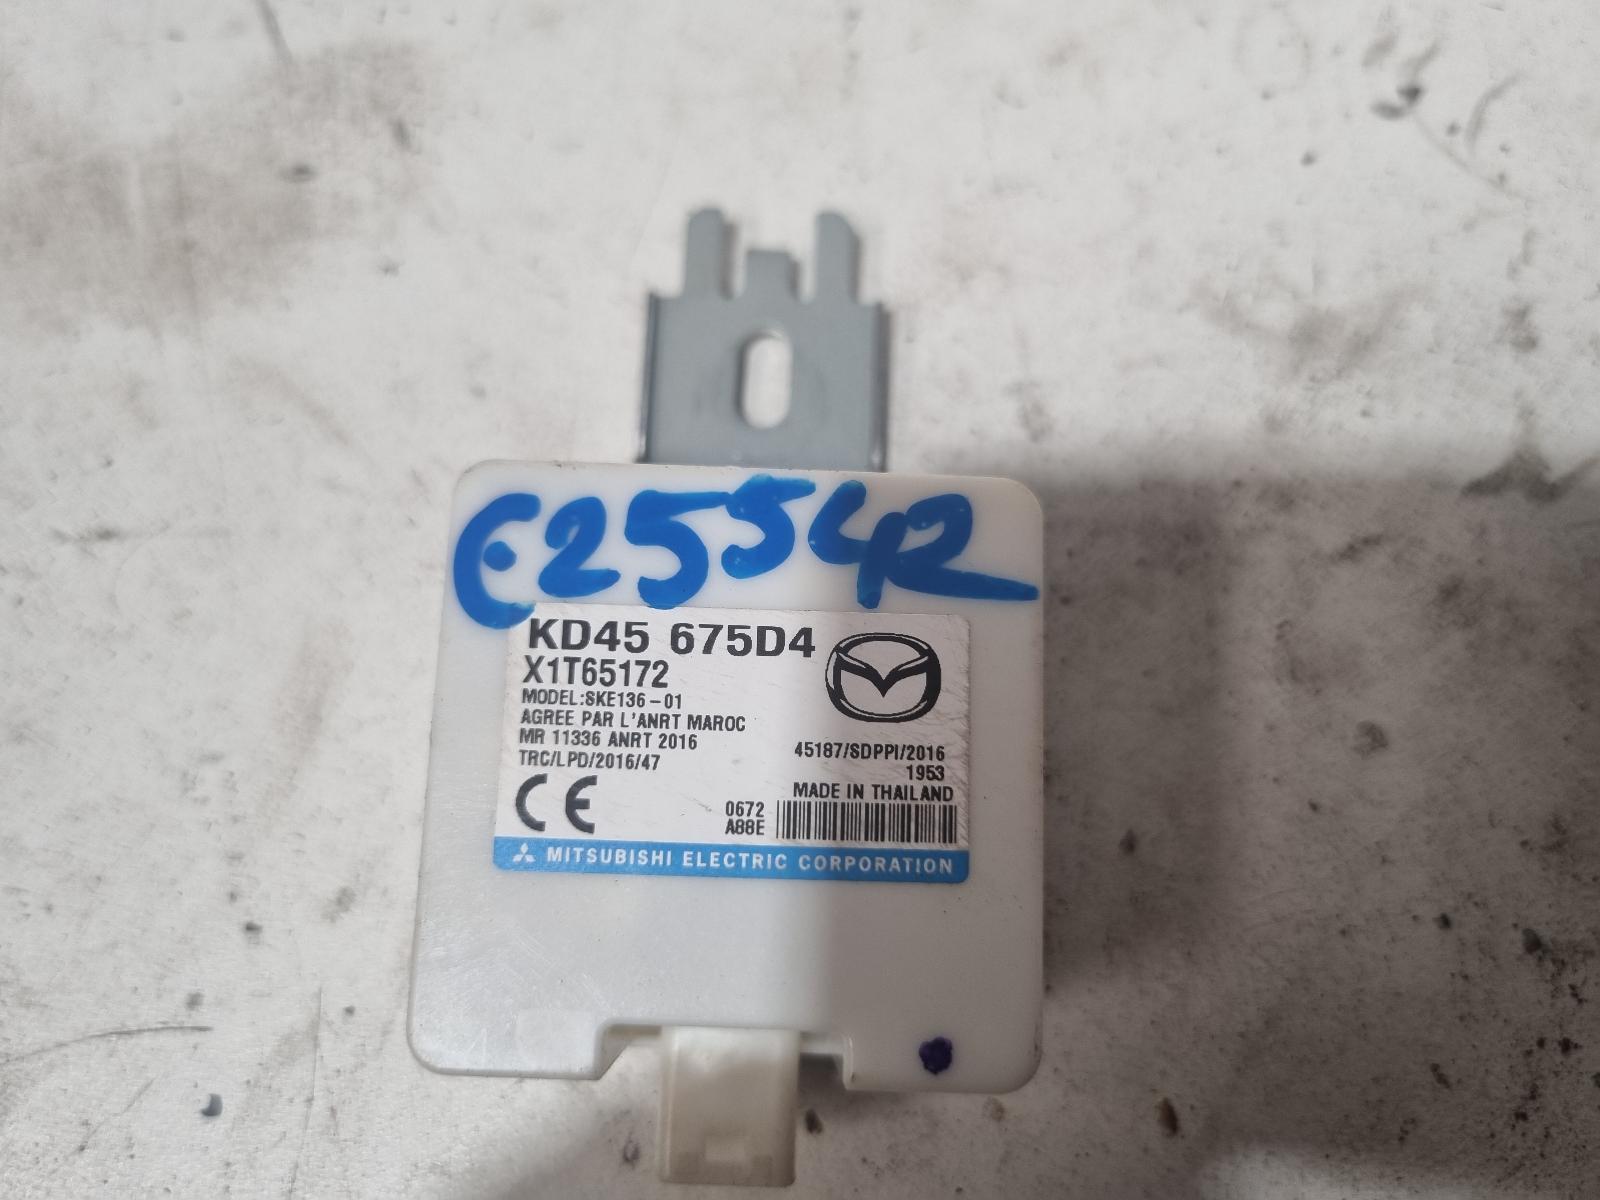 E25542
KD45 675D4
X1T65172
MODEL:SKE136-01
AGREE PAR L'ANRT MAROC
MR 11336 ANRT 2016
TRC/LPD/2016/47
45187/SDPPI/2016
1953
MADE IN THAILAND
CE
0672
A88E
MITSUBISHI ELECTRIC CORPORATION